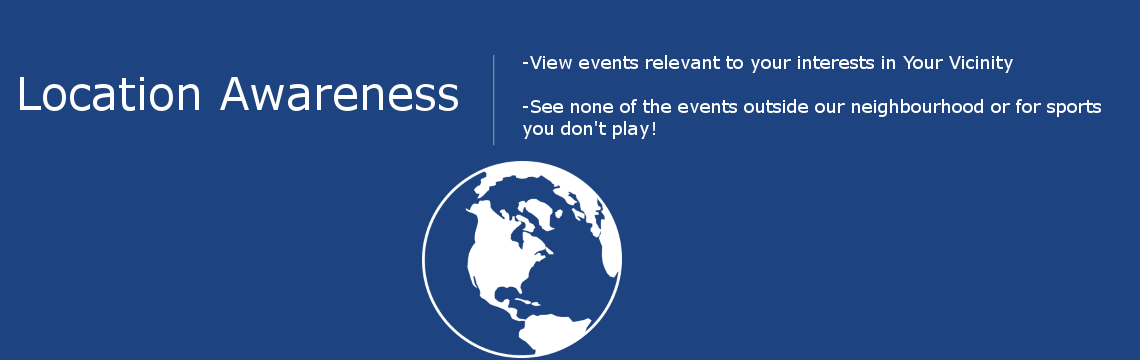 Location Awareness
-View events relevant to your interests in Your Vicinity
-See none of the events outside our neighbourhood or for sports
you don't play!